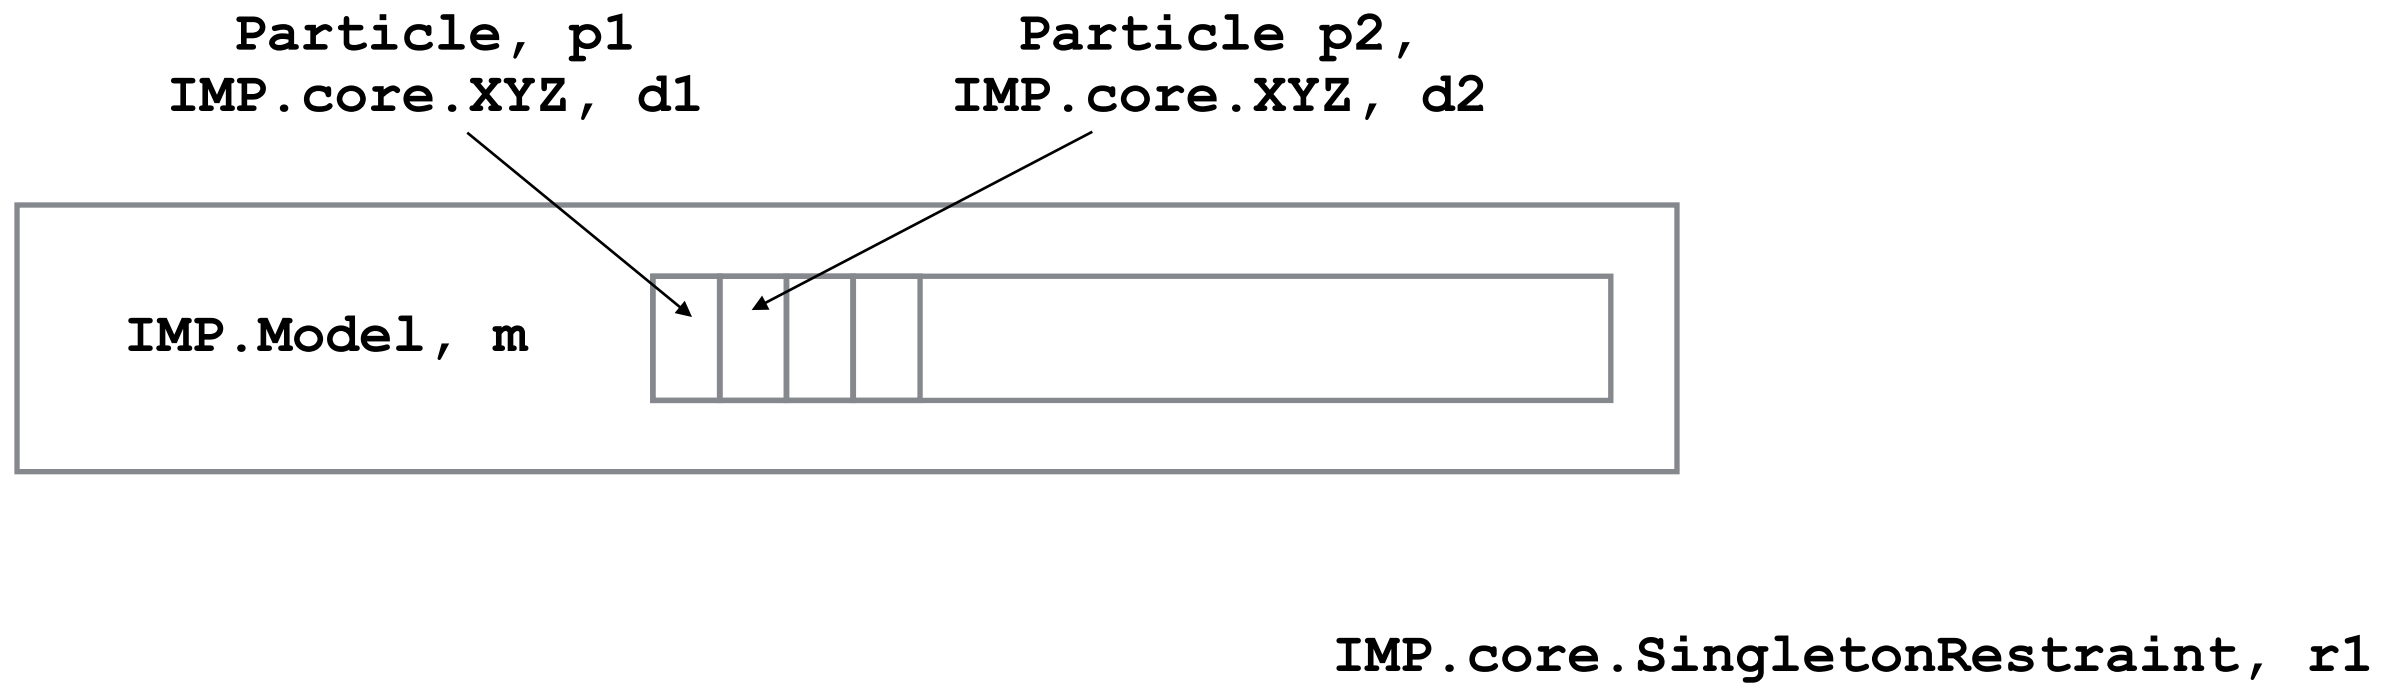 Particle, p1
IMP.core.XYZ, d1
Particle p2,
IMP.core.XYZ, d2
IMP.Model, m
IMP.core.SingletonRestraint, r1